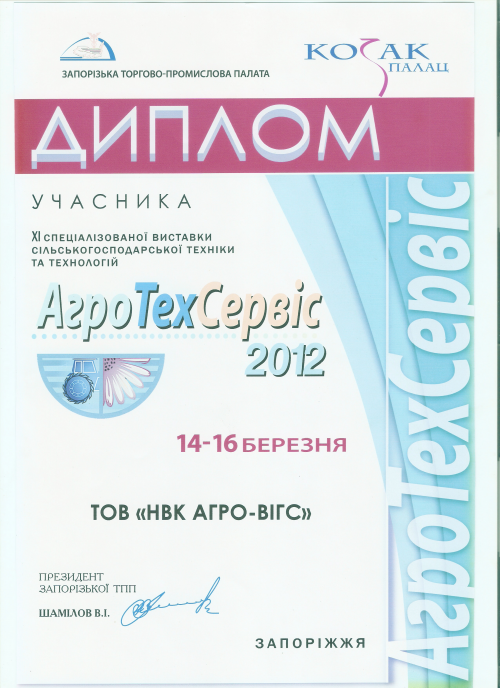 ЗАПОРІЗЬКА ТОРГОВО-ПРОМИСЛОВА ПАЛАТА
КОЗАК
ПАЛАЦ
ДИПЛОМ
УЧАСНИКА
XI СПЕЦІАЛІЗОВАНОЇ ВИСТАВКИ
СІЛЬСЬКОГОСПОДАРСЬКОЇ ТЕХНІКИ
ТА ТЕХНОЛОГІЙ
АгроТехСервіс
2012
14-16 БЕРЕЗНЯ
ТОВ «НВК АГРО-ВІГС»
ПРЕЗИДЕНТ
ЗАПОРІЗЬКОЇ ТПП
ШАМІЛОВ В.І.
ЗАПОРІЖЖЯ
АгроТехСервіс